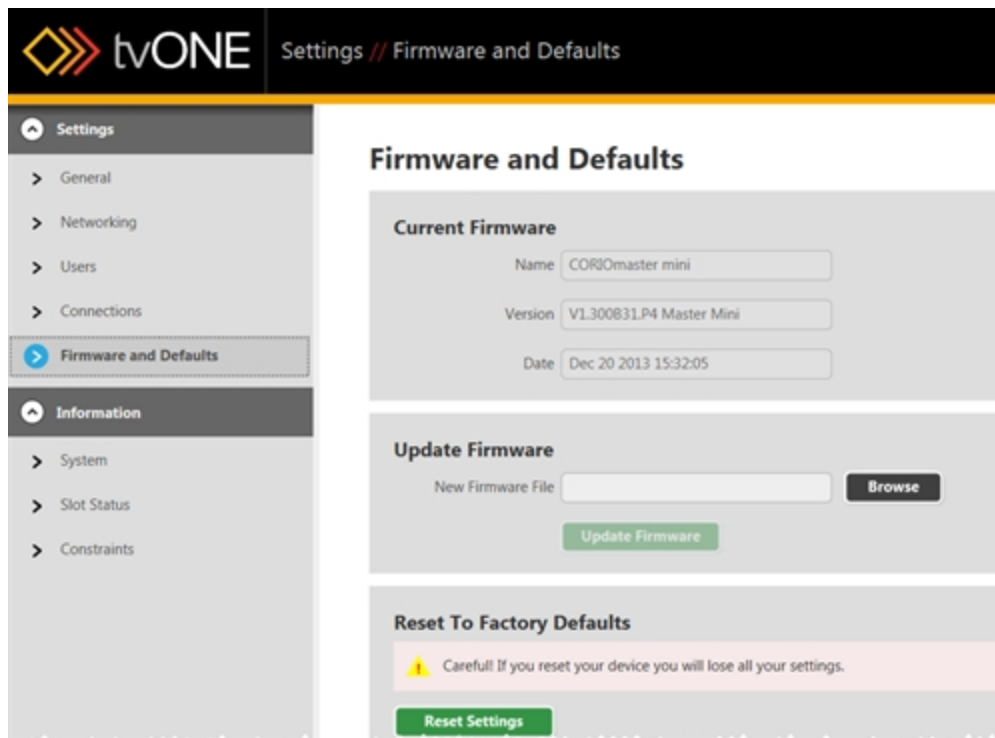 tvONE
Settings // Firmware and Defaults
Settings
General
Networking
Users
Connections
Firmware and Defaults
Information
System
Slot Status
Constraints
Firmware and Defaults
Current Firmware
Name CORIOmaster mini
Version V1.300831.P4 Master Mini
Date Dec 20 2013 15:32:05
Update Firmware
New Firmware File Browse
Update Firmware
Reset To Factory Defaults
Careful! If you reset your device you will lose all your settings.
Reset Settings